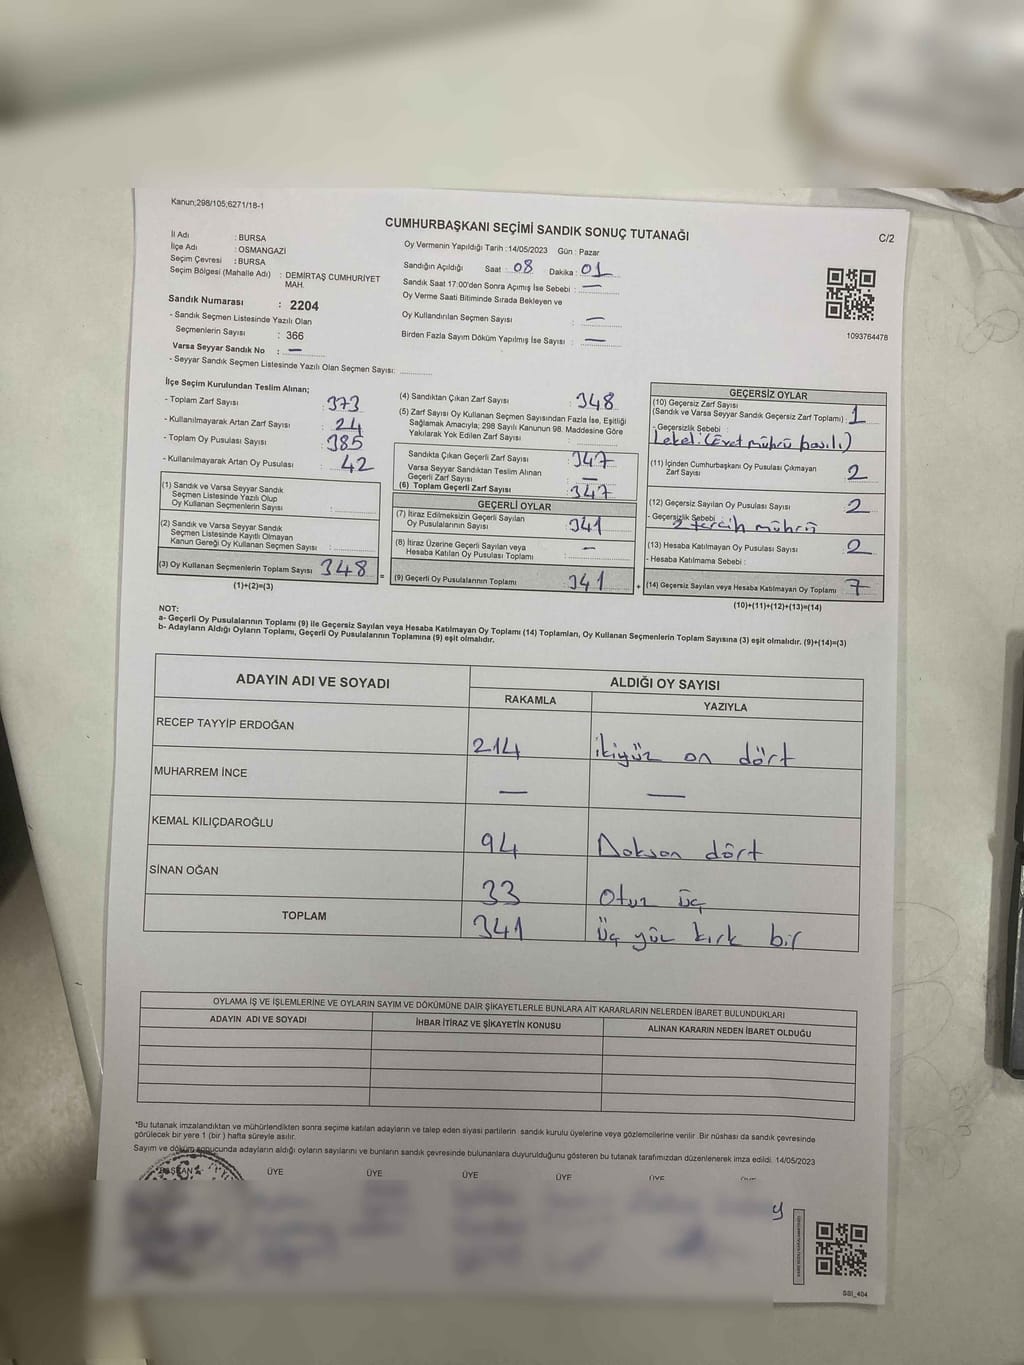 Kanun;298/105;6271/18-1
CUMHURBAŞKANI SEÇİMİ SANDIK SONUÇ TUTANAĞI
C/2
İl Adı : BURSA
İlçe Adı : OSMANGAZİ
Seçim Çevresi : BURSA
Seçim Bölgesi (Mahalle Adı) : DEMİRTAŞ CUMHURİYET
MAH.
Sandık Numarası : 2204
- Sandık Seçmen Listesinde Yazılı Olan
Seçmenlerin Sayısı : 366
Varsa Seyyar Sandık No : —
- Seyyar Sandık Seçmen Listesinde Yazılı Olan Seçmen Sayısı:
Oy Vermenin Yapıldığı Tarih :14/05/2023 Gün : Pazar
Sandığın Açıldığı Saat : 08 Dakika : 01
Sandık Saat 17:00'den Sonra Açımış İse Sebebi : —
Oy Verme Saati Bitiminde Sırada Bekleyen ve
Oy Kullandırılan Seçmen Sayısı : —
Birden Fazla Sayım Döküm Yapılmış İse Sayısı : —
1093764478
İlçe Seçim Kurulundan Teslim Alınan;
- Toplam Zarf Sayısı : 373
- Kullanılmayarak Artan Zarf Sayısı : 24
- Toplam Oy Pusulası Sayısı : 385
- Kullanılmayarak Artan Oy Pusulası : 42
(1) Sandık ve Varsa Seyyar Sandık
Seçmen Listesinde Yazılı Olup
Oy Kullanan Seçmenlerin Sayısı :
(2) Sandık ve Varsa Seyyar Sandık
Seçmen Listesinde Kayıtlı Olmayan
Kanun Gereği Oy Kullanan Seçmen Sayısı :
(3) Oy Kullanan Seçmenlerin Toplam Sayısı 348
(1)+(2)=(3)
(4) Sandıktan Çıkan Zarf Sayısı : 348
(5) Zarf Sayısı Oy Kullanan Seçmen Sayısından Fazla İse, Eşitliği
Sağlamak Amacıyla; 298 Sayılı Kanunun 98. Maddesine Göre
Yakılarak Yok Edilen Zarf Sayısı :
Sandıkta Çıkan Geçerli Zarf Sayısı : 347
Varsa Seyyar Sandıktan Teslim Alınan
Geçerli Zarf Sayısı : —
(6) Toplam Geçerli Zarf Sayısı : 347
GEÇERLİ OYLAR
(7) İtiraz Edilmeksizin Geçerli Sayılan
Oy Pusulalarının Sayısı : 341
(8) İtiraz Üzerine Geçerli Sayılan veya
Hesaba Katılan Oy Pusulası Toplamı : —
= (9) Geçerli Oy Pusulalarının Toplamı 341 +
GEÇERSİZ OYLAR
(10) Geçersiz Zarf Sayısı
(Sandık ve Varsa Seyyar Sandık Geçersiz Zarf Toplamı) : 1
- Geçersizlik Sebebi :
Lekeli (Evet mührü basılı)
(11) İçinden Cumhurbaşkanı Oy Pusulası Çıkmayan
Zarf Sayısı : 2
(12) Geçersiz Sayılan Oy Pusulası Sayısı : 2
- Geçersizlik Sebebi
2 tercih mührü
(13) Hesaba Katılmayan Oy Pusulası Sayısı : 2
- Hesaba Katılmama Sebebi :
(14) Geçersiz Sayılan veya Hesaba Katılmayan Oy Toplamı : 7
(10)+(11)+(12)+(13)=(14)
NOT:
a- Geçerli Oy Pusulalarının Toplamı (9) ile Geçersiz Sayılan veya Hesaba Katılmayan Oy Toplamı (14) Toplamları, Oy Kullanan Seçmenlerin Toplam Sayısına (3) eşit olmalıdır. (9)+(14)=(3)
b- Adayların Aldığı Oyların Toplamı, Geçerli Oy Pusulalarının Toplamına (9) eşit olmalıdır.
ADAYIN ADI VE SOYADI ALDIĞI OY SAYISI
RAKAMLA YAZIYLA
RECEP TAYYİP ERDOĞAN 214 ikiyüz on dört
MUHARREM İNCE — —
KEMAL KILIÇDAROĞLU 94 Doksan dört
SİNAN OĞAN 33 Otuz üç
TOPLAM 341 üç yüz kırk bir
OYLAMA İŞ VE İŞLEMLERİNE VE OYLARIN SAYIM VE DÖKÜMÜNE DAİR ŞİKAYETLERLE BUNLARA AİT KARARLARIN NELERDEN İBARET BULUNDUKLARI
ADAYIN ADI VE SOYADI İHBAR İTİRAZ VE ŞİKAYETİN KONUSU ALINAN KARARIN NEDEN İBARET OLDUĞU
*Bu tutanak imzalandıktan ve mühürlendikten sonra seçime katılan adayların ve talep eden siyasi partilerin sandık kurulu üyelerine veya gözlemcilerine verilir. Bir nüshası da sandık çevresinde
görülecek bir yere 1 (bir) hafta süreyle asılır.
Sayım ve döküm sonucunda adayların aldığı oyların sayılarını ve bunların sandık çevresinde bulunanlara duyurulduğunu gösteren bu tutanak tarafımızdan düzenlenerek imza edildi. 14/05/2023
BAŞKAN ÜYE ÜYE ÜYE ÜYE ÜYE ÜYE
SSI_404